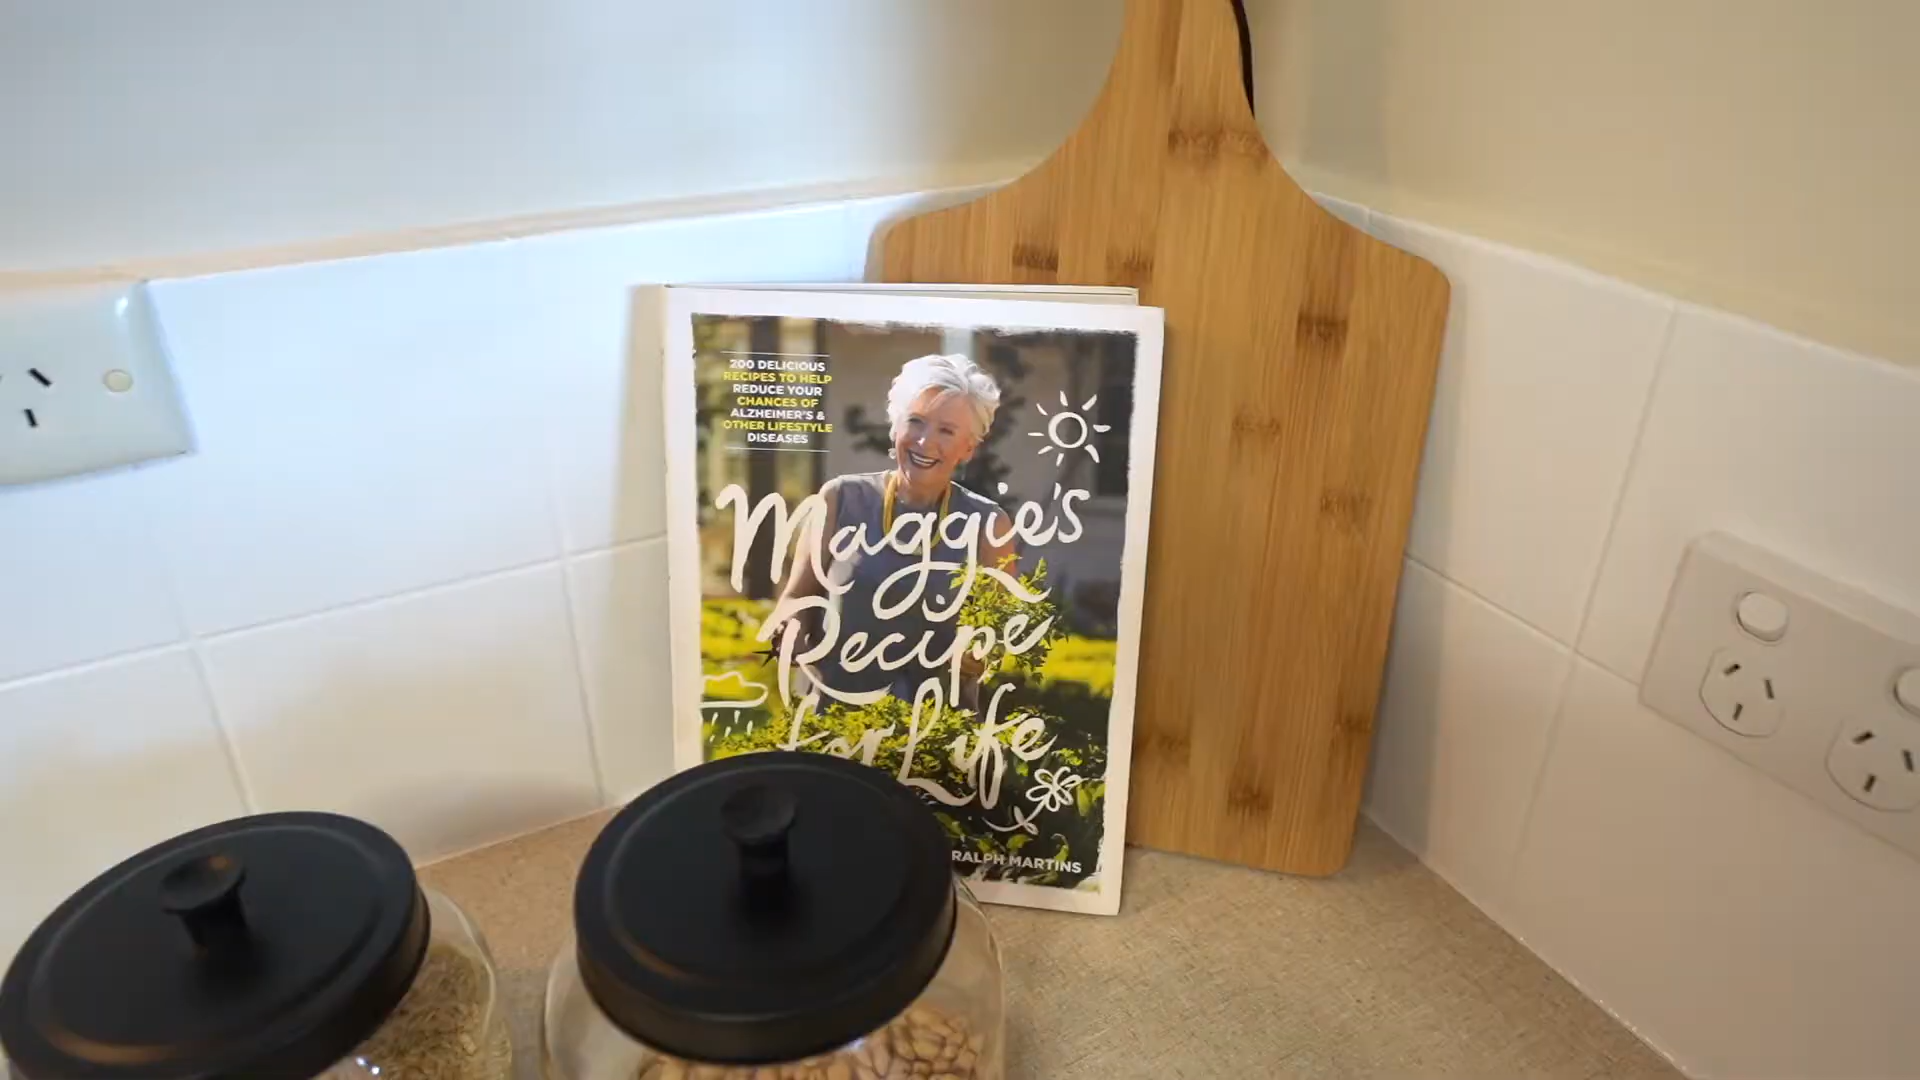 200 DELICIOUS
RECIPES TO HELP
REDUCE YOUR
CHANCES OF
ALZHEIMER'S &
OTHER LIFESTYLE
DISEASES
Maggie's
Recipe
for Life
RALPH MARTINS